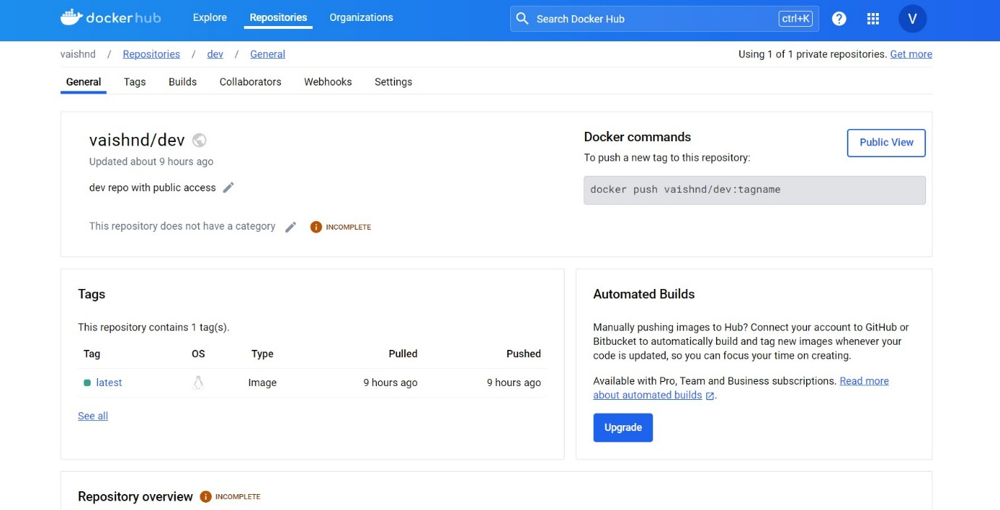 dockerhub Explore Repositories Organizations Search Docker Hub ctrl+K ? V
vaishnd / Repositories / dev / General Using 1 of 1 private repositories. Get more
General Tags Builds Collaborators Webhooks Settings
vaishnd/dev
Updated about 9 hours ago
dev repo with public access
This repository does not have a category i INCOMPLETE
Docker commands Public View
To push a new tag to this repository:
docker push vaishnd/dev:tagname
Tags
This repository contains 1 tag(s).
Tag OS Type Pulled Pushed
latest Image 9 hours ago 9 hours ago
See all
Automated Builds
Manually pushing images to Hub? Connect your account to GitHub or
Bitbucket to automatically build and tag new images whenever your
code is updated, so you can focus your time on creating.
Available with Pro, Team and Business subscriptions. Read more
about automated builds .
Upgrade
Repository overview i INCOMPLETE